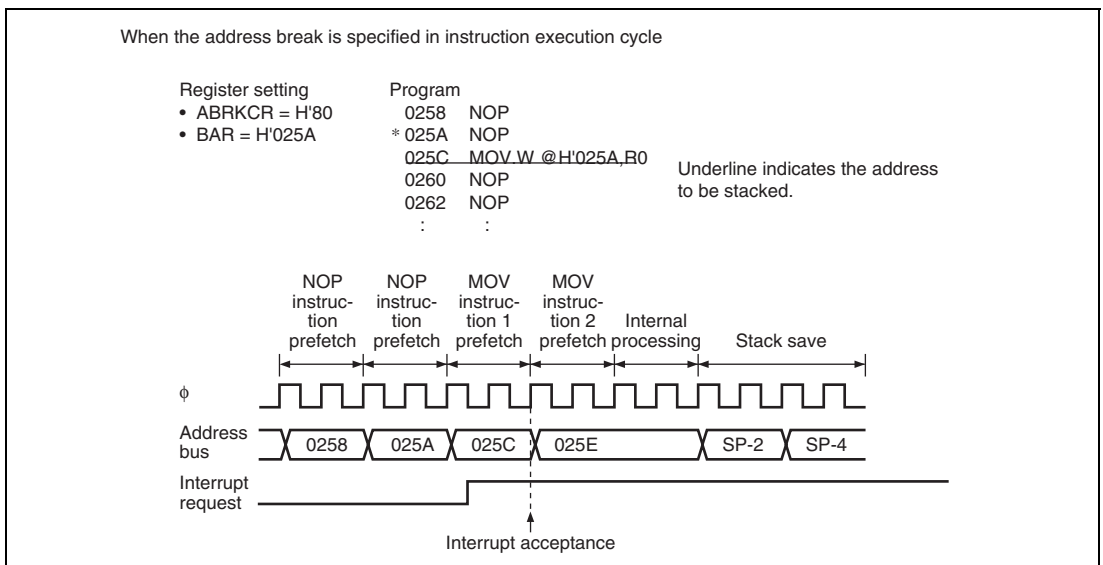 When the address break is specified in instruction execution cycle
Register setting
• ABRKCR = H'80
• BAR = H'025A
Program
0258 NOP
* 025A NOP
025C MOV.W @H'025A,R0
0260 NOP
0262 NOP
: :
Underline indicates the address
to be stacked.
NOP
instruc-
tion
prefetch
NOP
instruc-
tion
prefetch
MOV
instruc-
tion 1
prefetch
MOV
instruc-
tion 2
prefetch
Internal
processing
Stack save
φ
Address
bus
0258
025A
025C
025E
SP-2
SP-4
Interrupt
request
Interrupt acceptance